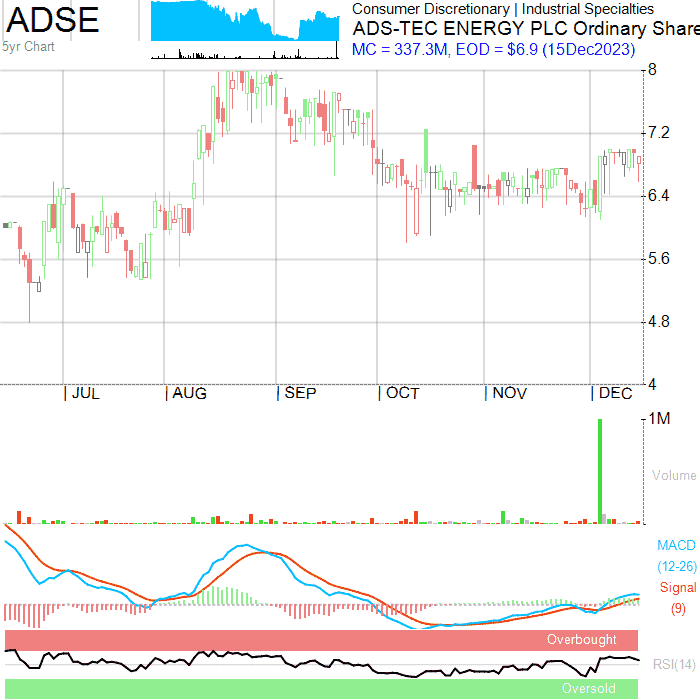 ADSE
5yr Chart
Consumer Discretionary | Industrial Specialties
ADS-TEC ENERGY PLC Ordinary Share
MC = 337.3M, EOD = $6.9 (15Dec2023)
8
7.2
6.4
5.6
4.8
4
JUL AUG SEP OCT NOV DEC
1M
Volume
MACD
(12-26)
Signal
(9)
Overbought
RSI(14)
Oversold